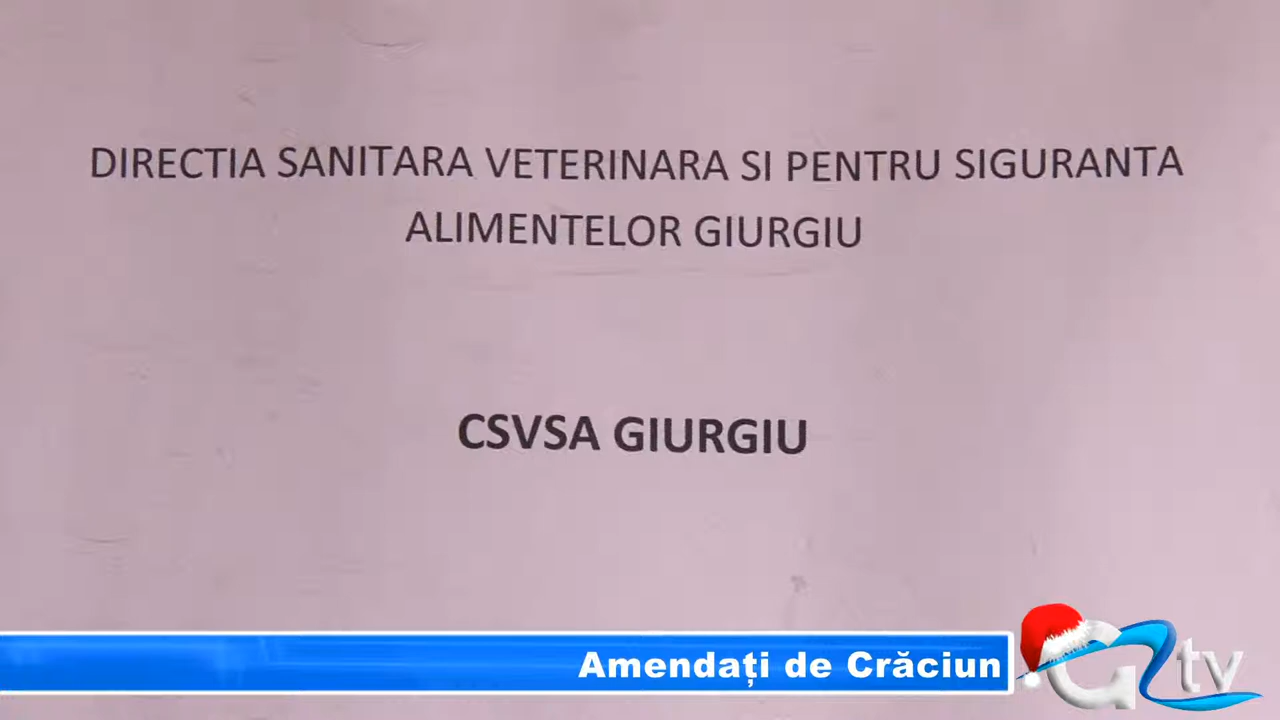 DIRECTIA SANITARA VETERINARA SI PENTRU SIGURANTA
ALIMENTELOR GIURGIU
CSVSA GIURGIU
Amendați de Crăciun
G tv